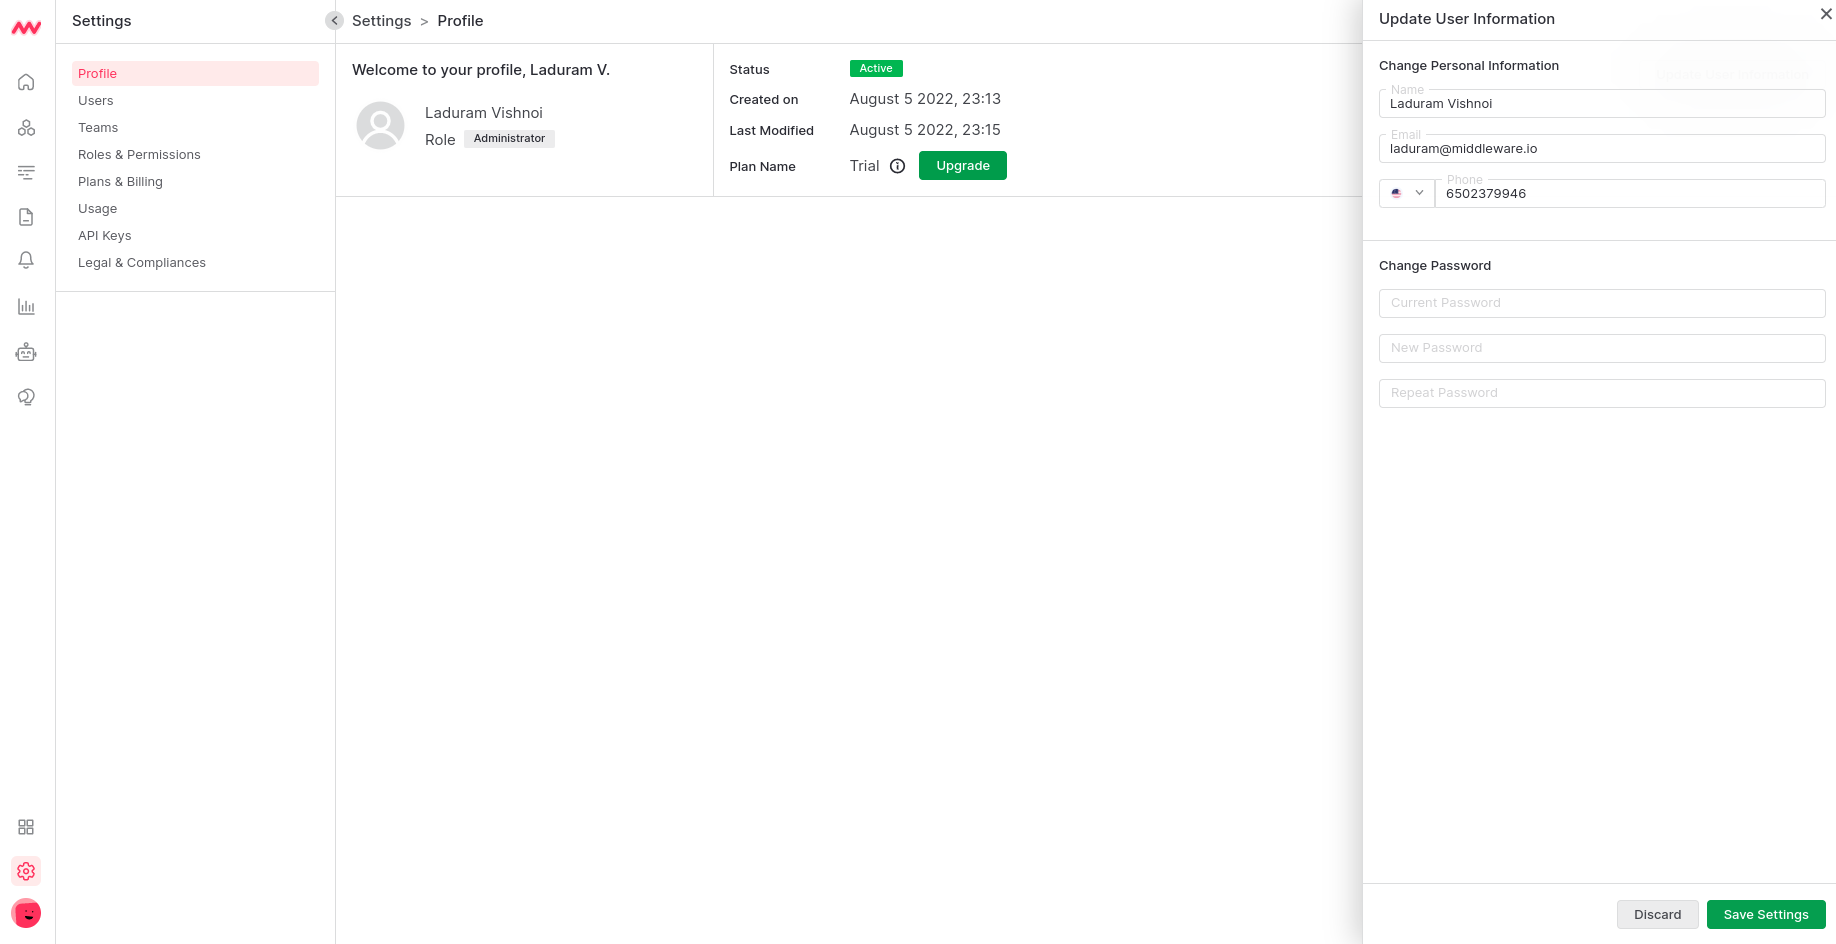 Settings
Profile
Users
Teams
Roles & Permissions
Plans & Billing
Usage
API Keys
Legal & Compliances
Settings > Profile
Welcome to your profile, Laduram V.
Laduram Vishnoi
Role Administrator
Status Active
Created on August 5 2022, 23:13
Last Modified August 5 2022, 23:15
Plan Name Trial Upgrade
Update User Information
Change Personal Information
Name
Laduram Vishnoi
Email
laduram@middleware.io
Phone
6502379946
Change Password
Current Password
New Password
Repeat Password
Discard Save Settings